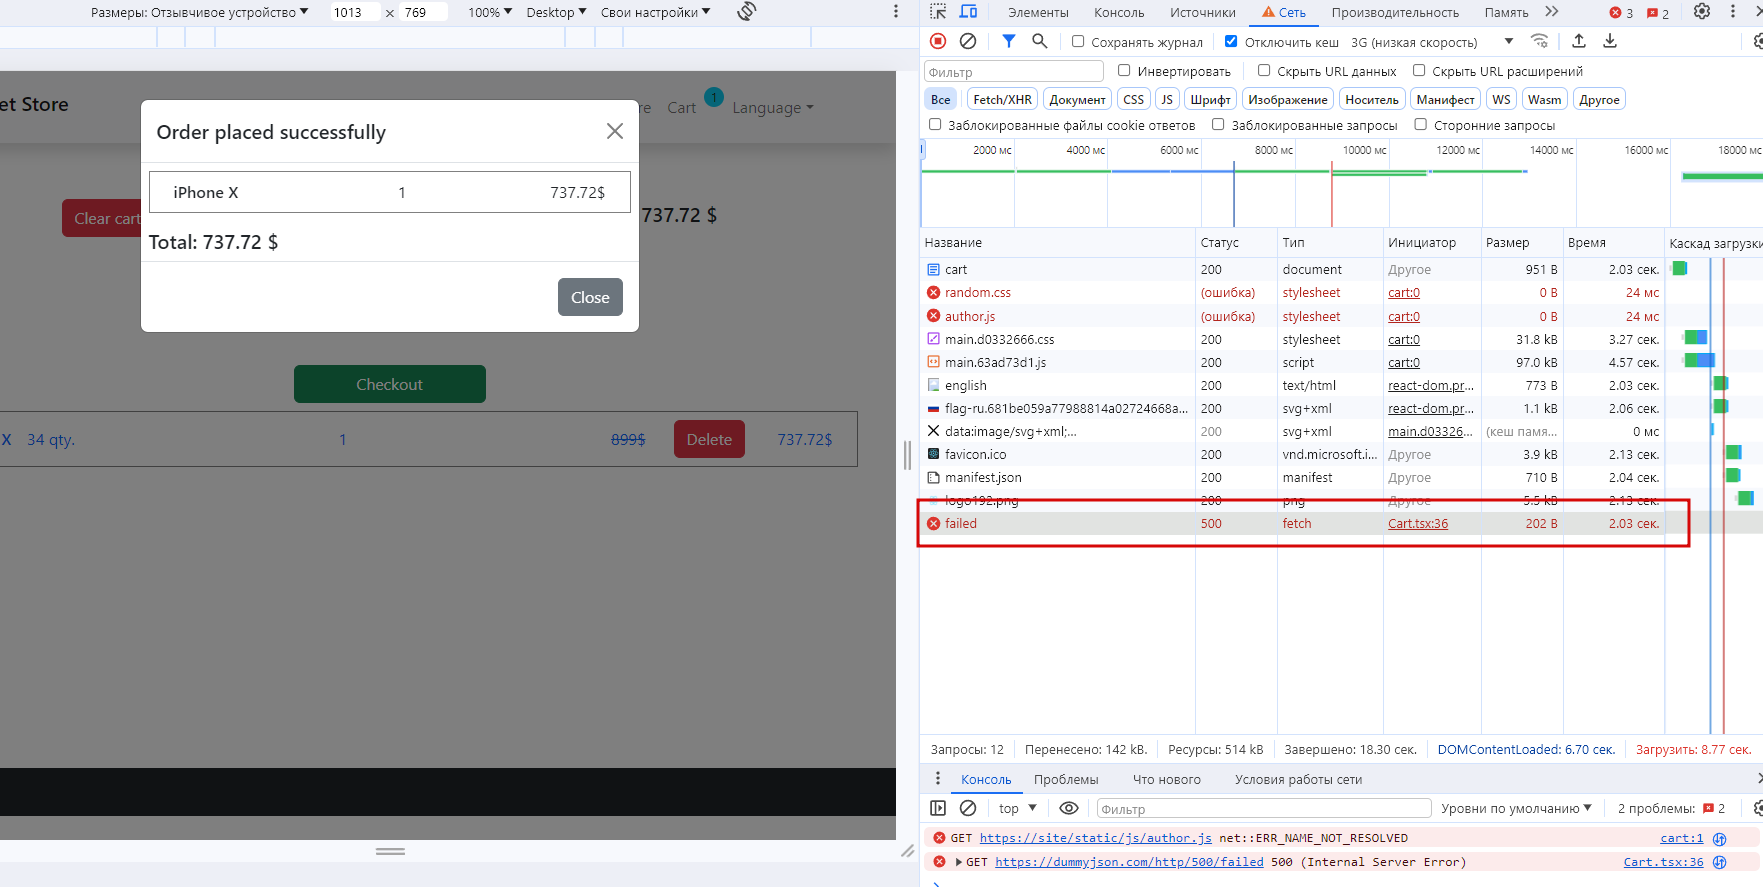 Размеры: Отзывчивое устройство 1013 × 769 100% Desktop Свои настройки
et Store re Cart 1 Language
Order placed successfully
iPhone X 1 737.72$
Total: 737.72 $
Close
Clear cart 737.72 $
Checkout
X 34 qty. 1 899$ Delete 737.72$
Элементы Консоль Источники Сеть Производительность Память 3 2
Сохранять журнал Отключить кеш 3G (низкая скорость)
Фильтр Инвертировать Скрыть URL данных Скрыть URL расширений
Все Fetch/XHR Документ CSS JS Шрифт Изображение Носитель Манифест WS Wasm Другое
Заблокированные файлы cookie ответов Заблокированные запросы Сторонние запросы
2000 мс 4000 мс 6000 мс 8000 мс 10000 мс 12000 мс 14000 мс 16000 мс 18000 мс
Название Статус Тип Инициатор Размер Время Каскад загрузки
cart 200 document Другое 951 B 2.03 сек.
random.css (ошибка) stylesheet cart:0 0 B 24 мс
author.js (ошибка) stylesheet cart:0 0 B 24 мс
main.d0332666.css 200 stylesheet cart:0 31.8 kB 3.27 сек.
main.63ad73d1.js 200 script cart:0 97.0 kB 4.57 сек.
english 200 text/html react-dom.pr... 773 B 2.03 сек.
flag-ru.681be059a77988814a02724668a... 200 svg+xml react-dom.pr... 1.1 kB 2.06 сек.
data:image/svg+xml;... 200 svg+xml main.d03326... (кеш памя... 0 мс
favicon.ico 200 vnd.microsoft.i... Другое 3.9 kB 2.13 сек.
manifest.json 200 manifest Другое 710 B 2.04 сек.
logo192.png 200 png Другое 5.5 kB 2.13 сек.
failed 500 fetch Cart.tsx:36 202 B 2.03 сек.
Запросы: 12 Перенесено: 142 kB. Ресурсы: 514 kB Завершено: 18.30 сек. DOMContentLoaded: 6.70 сек. Загрузить: 8.77 сек.
Консоль Проблемы Что нового Условия работы сети
top Фильтр Уровни по умолчанию 2 проблемы: 2
GET https://site/static/js/author.js net::ERR_NAME_NOT_RESOLVED cart:1
GET https://dummyjson.com/http/500/failed 500 (Internal Server Error) Cart.tsx:36